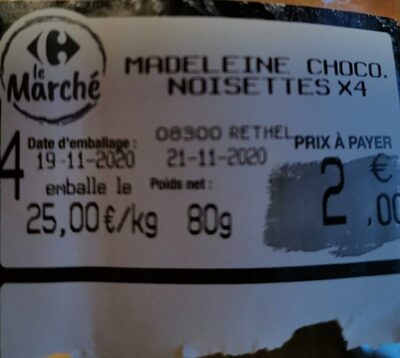 le
Marché
MADELEINE CHOCO.
NOISETTES X4
08300 RETHEL
Date d'emballage :
19-11-2020 21-11-2020
PRIX À PAYER
4
emballe le Poids net :
25,00€/kg 80g
2,00 €